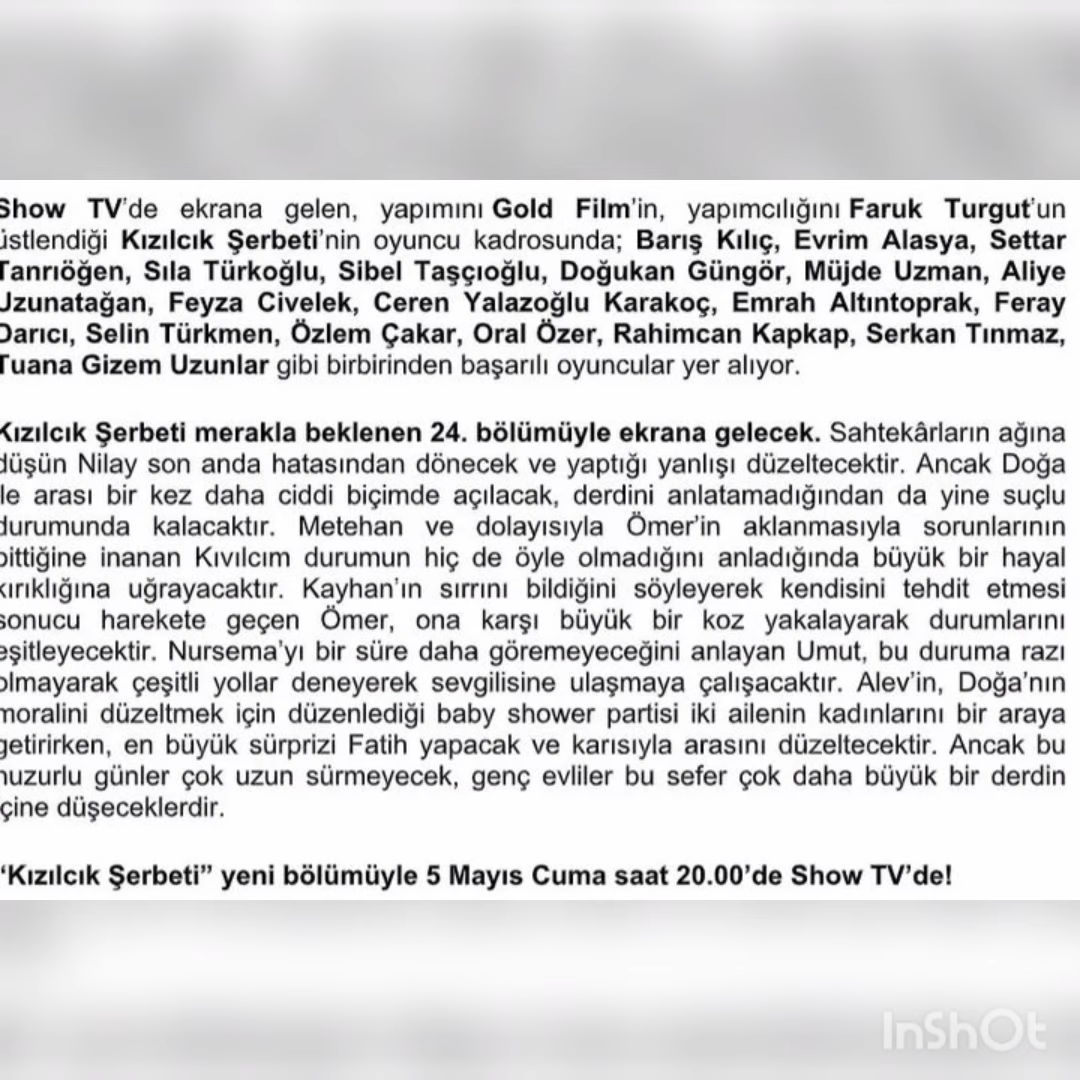 Show TV'de ekrana gelen, yapımını Gold Film'in, yapımcılığını Faruk Turgut'un
üstlendiği Kızılcık Şerbeti'nin oyuncu kadrosunda; Barış Kılıç, Evrim Alasya, Settar
Tanrıöğen, Sıla Türkoğlu, Sibel Taşçıoğlu, Doğukan Güngör, Müjde Uzman, Aliye
Uzunatağan, Feyza Civelek, Ceren Yalazoğlu Karakoç, Emrah Altıntoprak, Feray
Darıcı, Selin Türkmen, Özlem Çakar, Oral Özer, Rahimcan Kapkap, Serkan Tınmaz,
Tuana Gizem Uzunlar gibi birbirinden başarılı oyuncular yer alıyor.
Kızılcık Şerbeti merakla beklenen 24. bölümüyle ekrana gelecek. Sahtekârların ağına
düşün Nilay son anda hatasından dönecek ve yaptığı yanlışı düzeltecektir. Ancak Doğa
le arası bir kez daha ciddi biçimde açılacak, derdini anlatamadığından da yine suçlu
durumunda kalacaktır. Metehan ve dolayısıyla Ömer'in aklanmasıyla sorunlarının
bittiğine inanan Kıvılcım durumun hiç de öyle olmadığını anladığında büyük bir hayal
kırıklığına uğrayacaktır. Kayhan'ın sırrını bildiğini söyleyerek kendisini tehdit etmesi
sonucu harekete geçen Ömer, ona karşı büyük bir koz yakalayarak durumlarını
eşitleyecektir. Nursema'yı bir süre daha göremeyeceğini anlayan Umut, bu duruma razı
olmayarak çeşitli yollar deneyerek sevgilisine ulaşmaya çalışacaktır. Alev'in, Doğa'nın
moralini düzeltmek için düzenlediği baby shower partisi iki ailenin kadınlarını bir araya
getirirken, en büyük sürprizi Fatih yapacak ve karısıyla arasını düzeltecektir. Ancak bu
huzurlu günler çok uzun sürmeyecek, genç evliler bu sefer çok daha büyük bir derdin
içine düşeceklerdir.
"Kızılcık Şerbeti" yeni bölümüyle 5 Mayıs Cuma saat 20.00'de Show TV'de!
InShOt